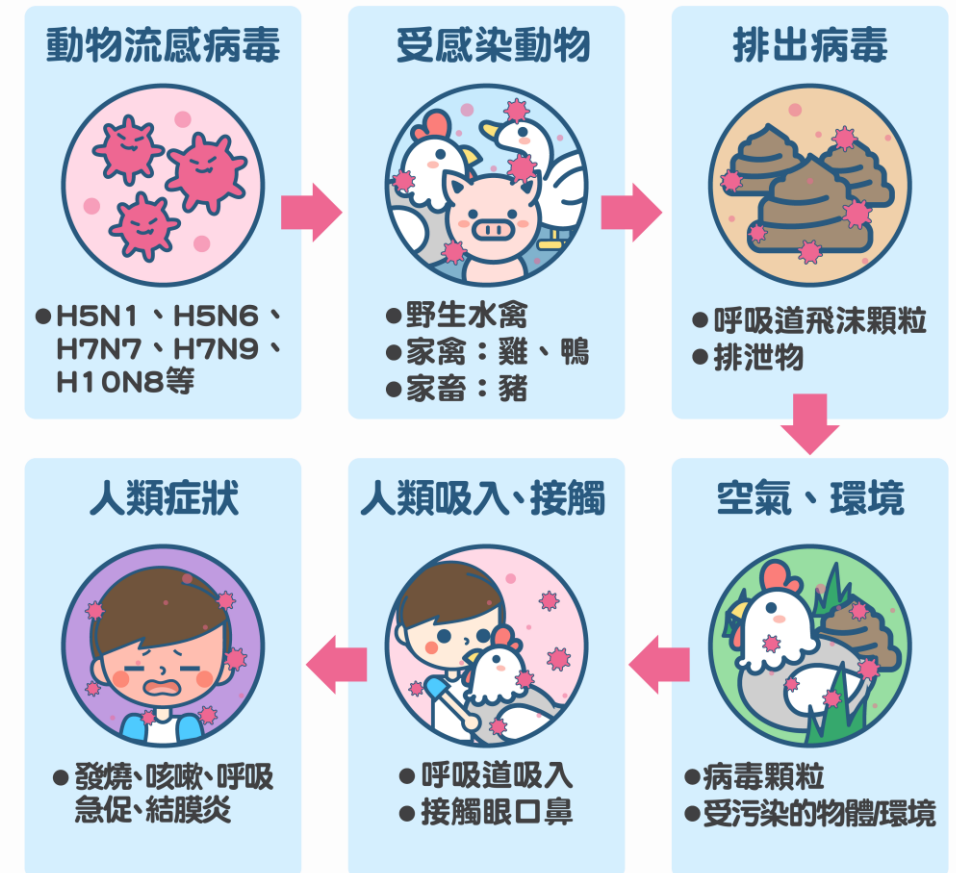 動物流感病毒
●H5N1、H5N6、
H7N7、H7N9、
H10N8等
受感染動物
●野生水禽
●家禽：雞、鴨
●家畜：豬
排出病毒
●呼吸道飛沫顆粒
●排泄物
空氣、環境
●病毒顆粒
●受污染的物體/環境
人類吸入、接觸
●呼吸道吸入
●接觸眼口鼻
人類症狀
●發燒、咳嗽、呼吸
急促、結膜炎